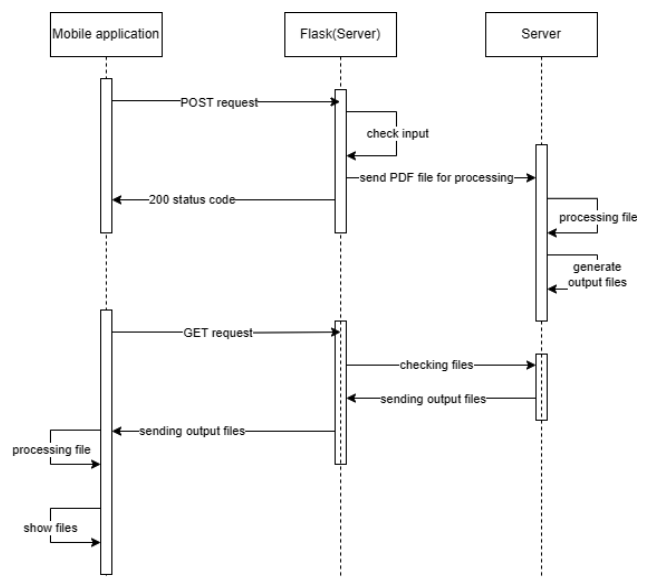 Mobile application
Flask(Server)
Server
POST request
check input
send PDF file for processing
200 status code
processing file
generate
output files
GET request
checking files
sending output files
sending output files
processing file
show files